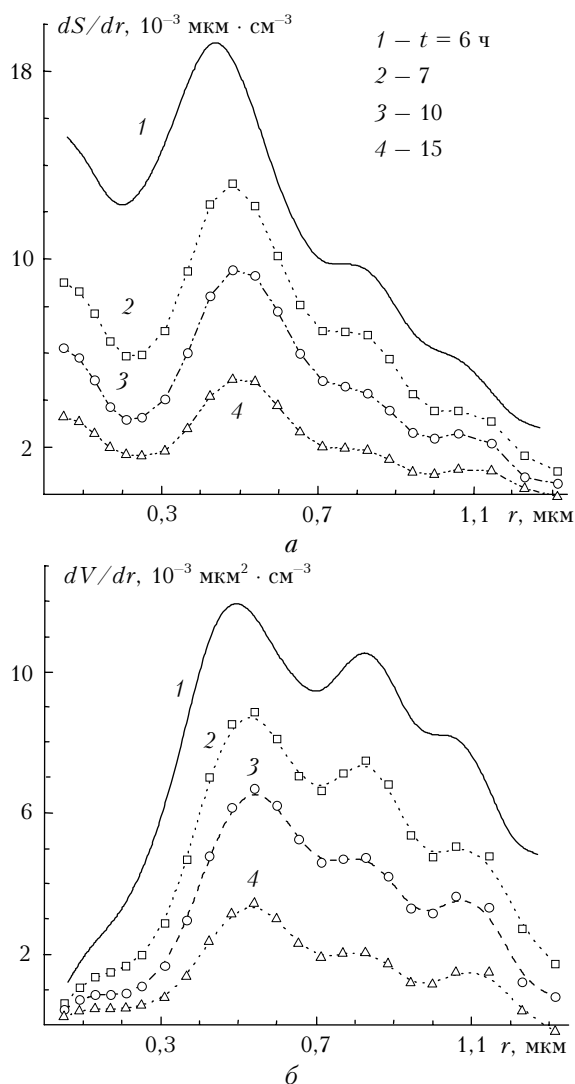 dS/dr, 10⁻³ мкм · см⁻³
1 – t = 6 ч
2 – 7
3 – 10
4 – 15
18
1
10
2
3
4
2
0,3 0,7 1,1 r, мкм
а
dV/dr, 10⁻³ мкм² · см⁻³
10
1
2
3
6
4
2
0,3 0,7 1,1 r, мкм
б